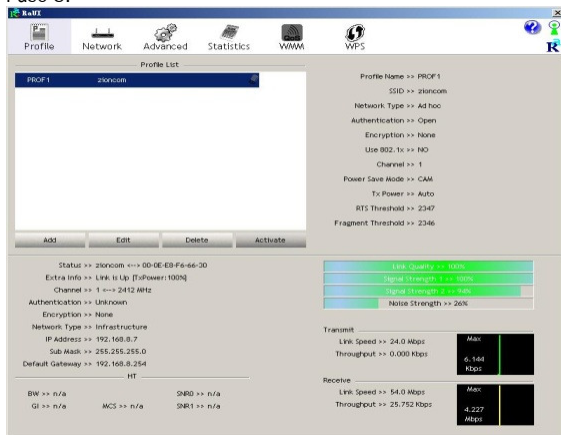 RaUI
Profile Network Advanced Statistics WMM WPS
Profile List
PROF1 zioncom
Add Edit Delete Activate
Profile Name >> PROF1
SSID >> zioncom
Network Type >> Ad hoc
Authentication >> Open
Encryption >> None
Use 802.1x >> NO
Channel >> 1
Power Save Mode >> CAM
Tx Power >> Auto
RTS Threshold >> 2347
Fragment Threshold >> 2346
Status >> zioncom <--> 00-0E-E8-F6-66-30
Extra Info >> Link is Up [TxPower:100%]
Channel >> 1 <--> 2412 MHz
Authentication >> Unknown
Encryption >> None
Network Type >> Infrastructure
IP Address >> 192.168.8.7
Sub Mask >> 255.255.255.0
Default Gateway >> 192.168.8.254
HT
BW >> n/a SNR0 >> n/a
GI >> n/a MCS >> n/a SNR1 >> n/a
Link Quality >> 100%
Signal Strength 1 >> 100%
Signal Strength 2 >> 94%
Noise Strength >> 26%
Transmit
Link Speed >> 24.0 Mbps
Throughput >> 0.000 Kbps
Max
6.144
Kbps
Receive
Link Speed >> 54.0 Mbps
Throughput >> 25.752 Kbps
Max
4.227
Mbps